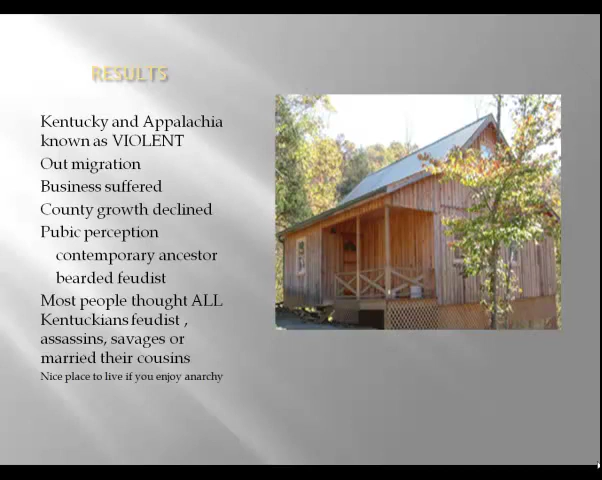 RESULTS
Kentucky and Appalachia
known as VIOLENT
Out migration
Business suffered
County growth declined
Pubic perception
contemporary ancestor
bearded feudist
Most people thought ALL
Kentuckians feudist ,
assassins, savages or
married their cousins
Nice place to live if you enjoy anarchy